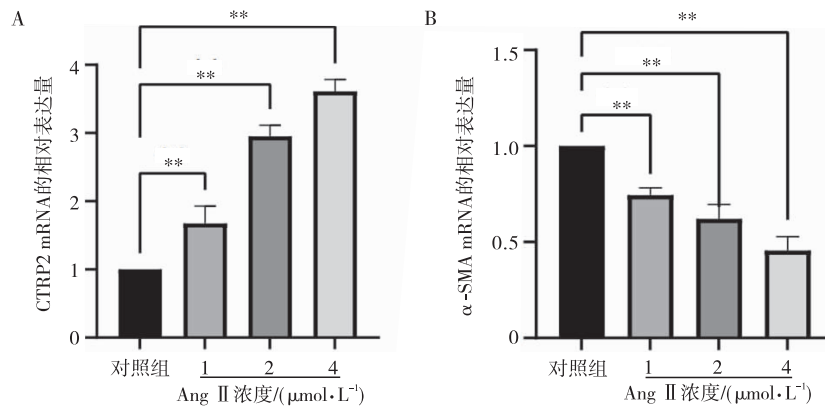 A
CTRP2 mRNA的相对表达量
4
3
2
1
0
**
**
**
对照组
1
2
4
Ang Ⅱ浓度/(μmol·L⁻¹)
B
α-SMA mRNA的相对表达量
1.5
1.0
0.5
0
**
**
**
对照组
1
2
4
Ang Ⅱ浓度/(μmol·L⁻¹)